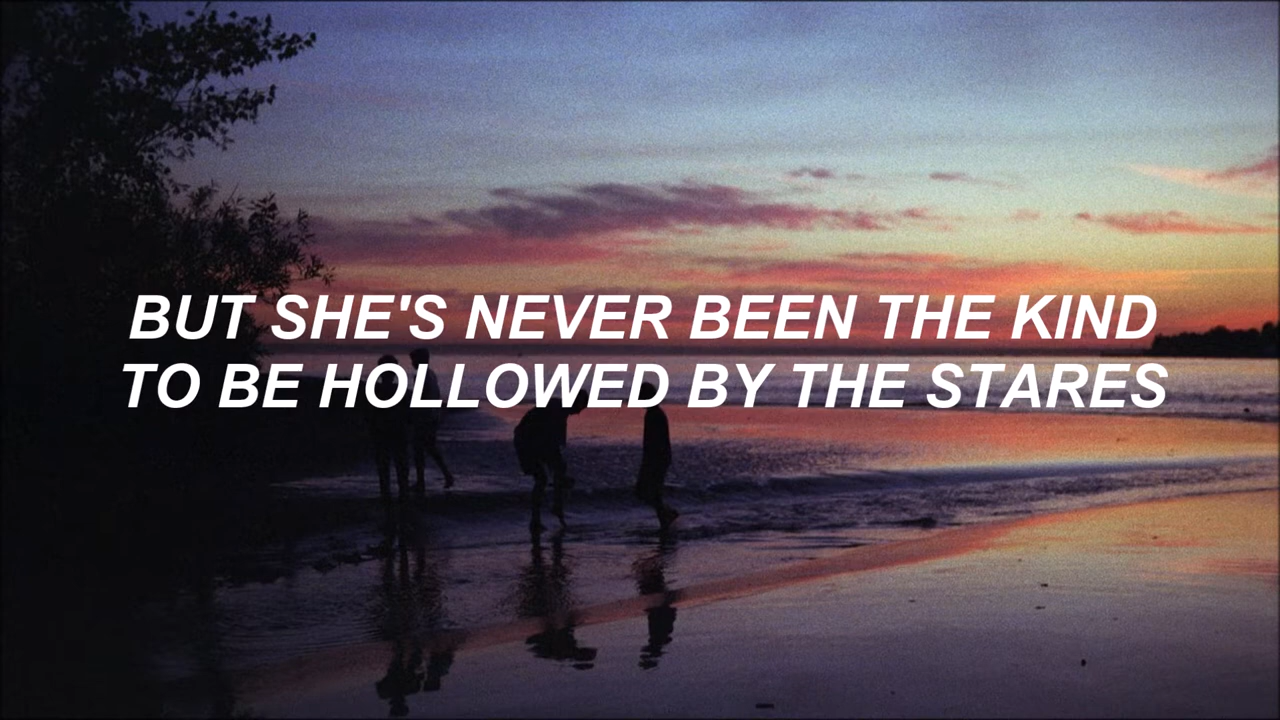 BUT SHE'S NEVER BEEN THE KIND
TO BE HOLLOWED BY THE STARES